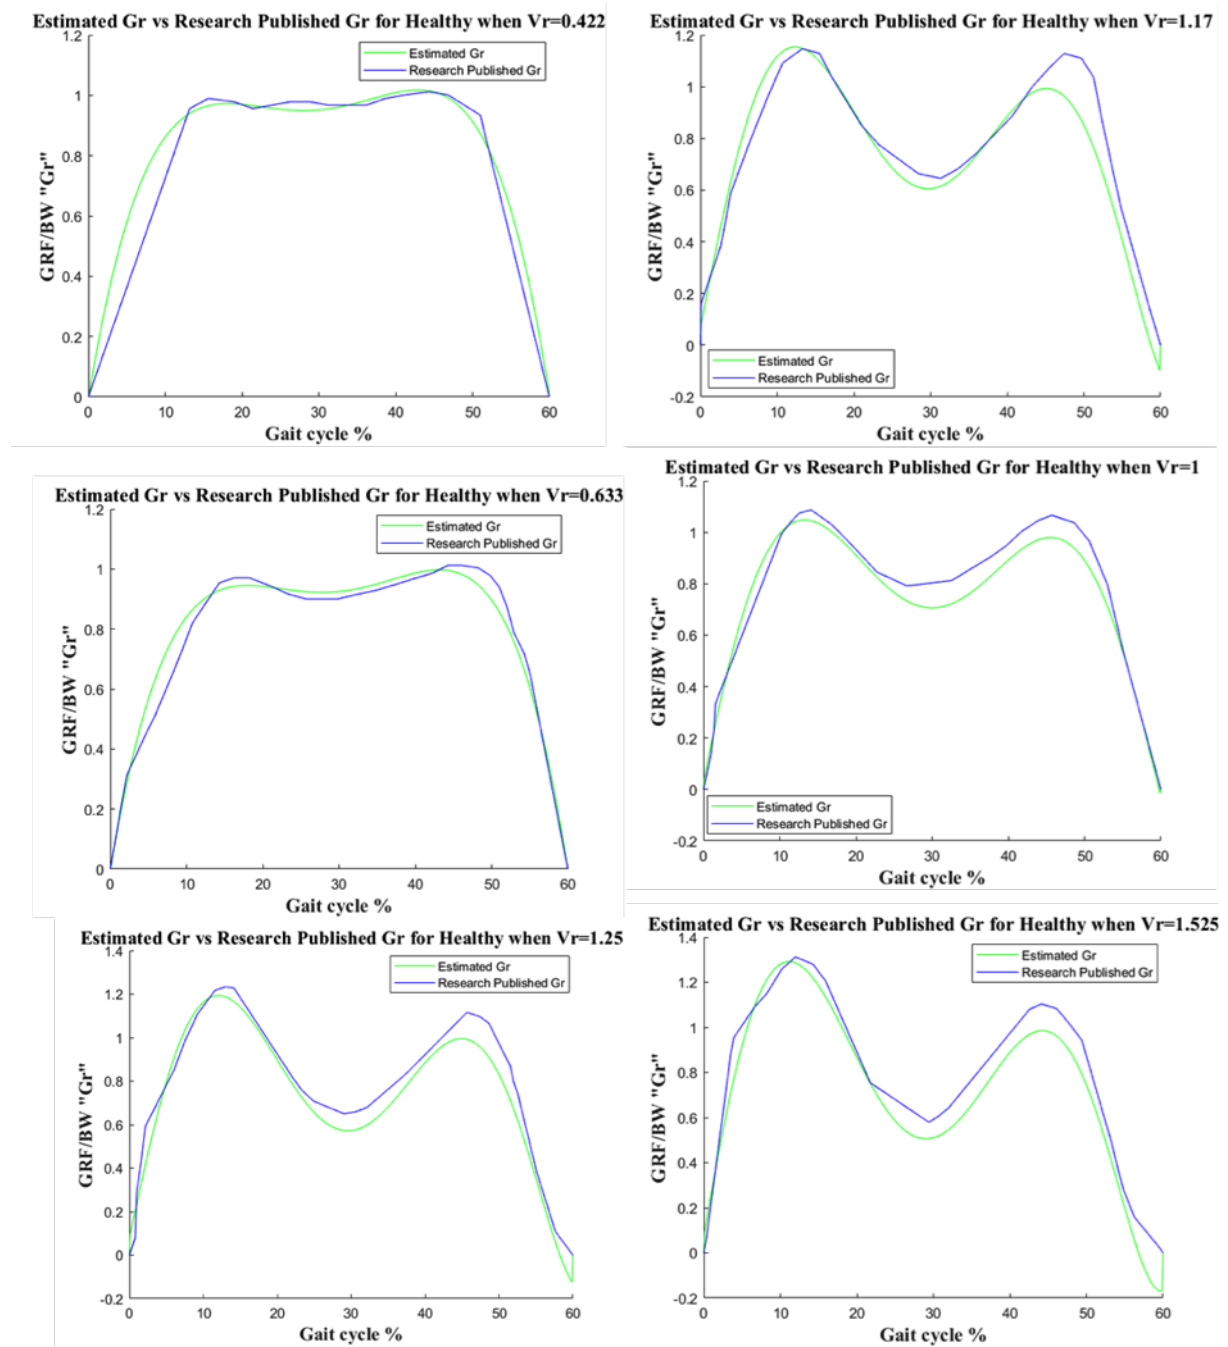 Estimated Gr vs Research Published Gr for Healthy when Vr=0.422
1.2
1
0.8
0.6
0.4
0.2
0
GRF/BW "Gr"
Estimated Gr
Research Published Gr
0 10 20 30 40 50 60
Gait cycle %
Estimated Gr vs Research Published Gr for Healthy when Vr=1.17
1.2
1
0.8
0.6
0.4
0.2
0
-0.2
GRF/BW "Gr"
Estimated Gr
Research Published Gr
0 10 20 30 40 50 60
Gait cycle %
Estimated Gr vs Research Published Gr for Healthy when Vr=0.633
1.2
1
0.8
0.6
0.4
0.2
0
GRF/BW "Gr"
Estimated Gr
Research Published Gr
0 10 20 30 40 50 60
Gait cycle %
Estimated Gr vs Research Published Gr for Healthy when Vr=1
1.2
1
0.8
0.6
0.4
0.2
0
-0.2
GRF/BW "Gr"
Estimated Gr
Research Published Gr
0 10 20 30 40 50 60
Gait cycle %
Estimated Gr vs Research Published Gr for Healthy when Vr=1.25
1.4
1.2
1
0.8
0.6
0.4
0.2
0
-0.2
GRF/BW "Gr"
Estimated Gr
Research Published Gr
0 10 20 30 40 50 60
Gait cycle %
Estimated Gr vs Research Published Gr for Healthy when Vr=1.525
1.4
1.2
1
0.8
0.6
0.4
0.2
0
-0.2
GRF/BW "Gr"
Estimated Gr
Research Published Gr
0 10 20 30 40 50 60
Gait cycle %